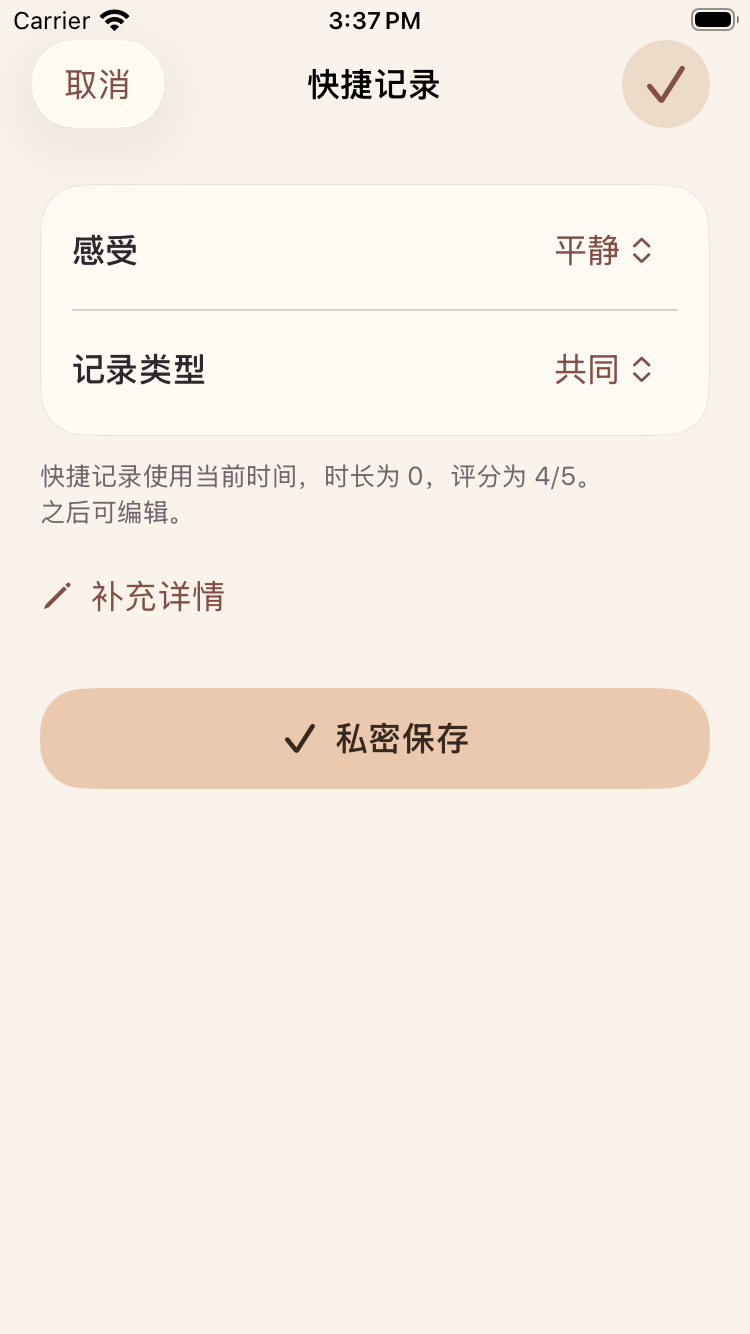 Carrier 3:37 PM
取消 快捷记录
感受 平静
记录类型 共同
快捷记录使用当前时间，时长为 0，评分为 4/5。
之后可编辑。
补充详情
私密保存